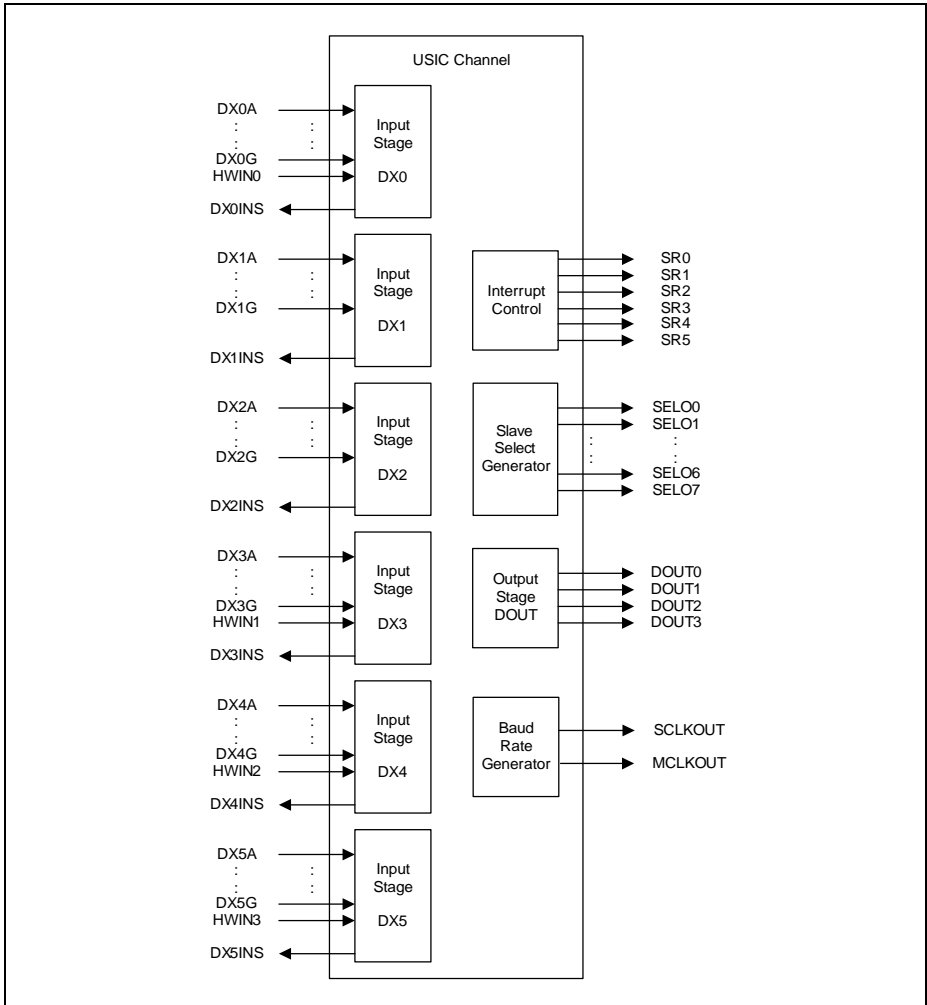 USIC Channel
DX0A
DX0G
HWIN0
DX0INS
Input
Stage
DX0
DX1A
DX1G
DX1INS
Input
Stage
DX1
DX2A
DX2G
DX2INS
Input
Stage
DX2
DX3A
DX3G
HWIN1
DX3INS
Input
Stage
DX3
DX4A
DX4G
HWIN2
DX4INS
Input
Stage
DX4
DX5A
DX5G
HWIN3
DX5INS
Input
Stage
DX5
Interrupt
Control
SR0
SR1
SR2
SR3
SR4
SR5
Slave
Select
Generator
SELO0
SELO1
SELO6
SELO7
Output
Stage
DOUT
DOUT0
DOUT1
DOUT2
DOUT3
Baud
Rate
Generator
SCLKOUT
MCLKOUT